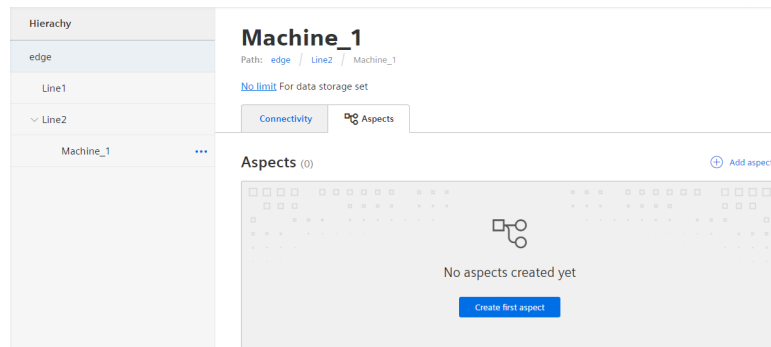 Hierachy
edge
Line1
Line2
Machine_1
Machine_1
Path: edge / Line2 / Machine_1
No limit For data storage set
Connectivity
Aspects
Aspects (0)
Add aspect
No aspects created yet
Create first aspect